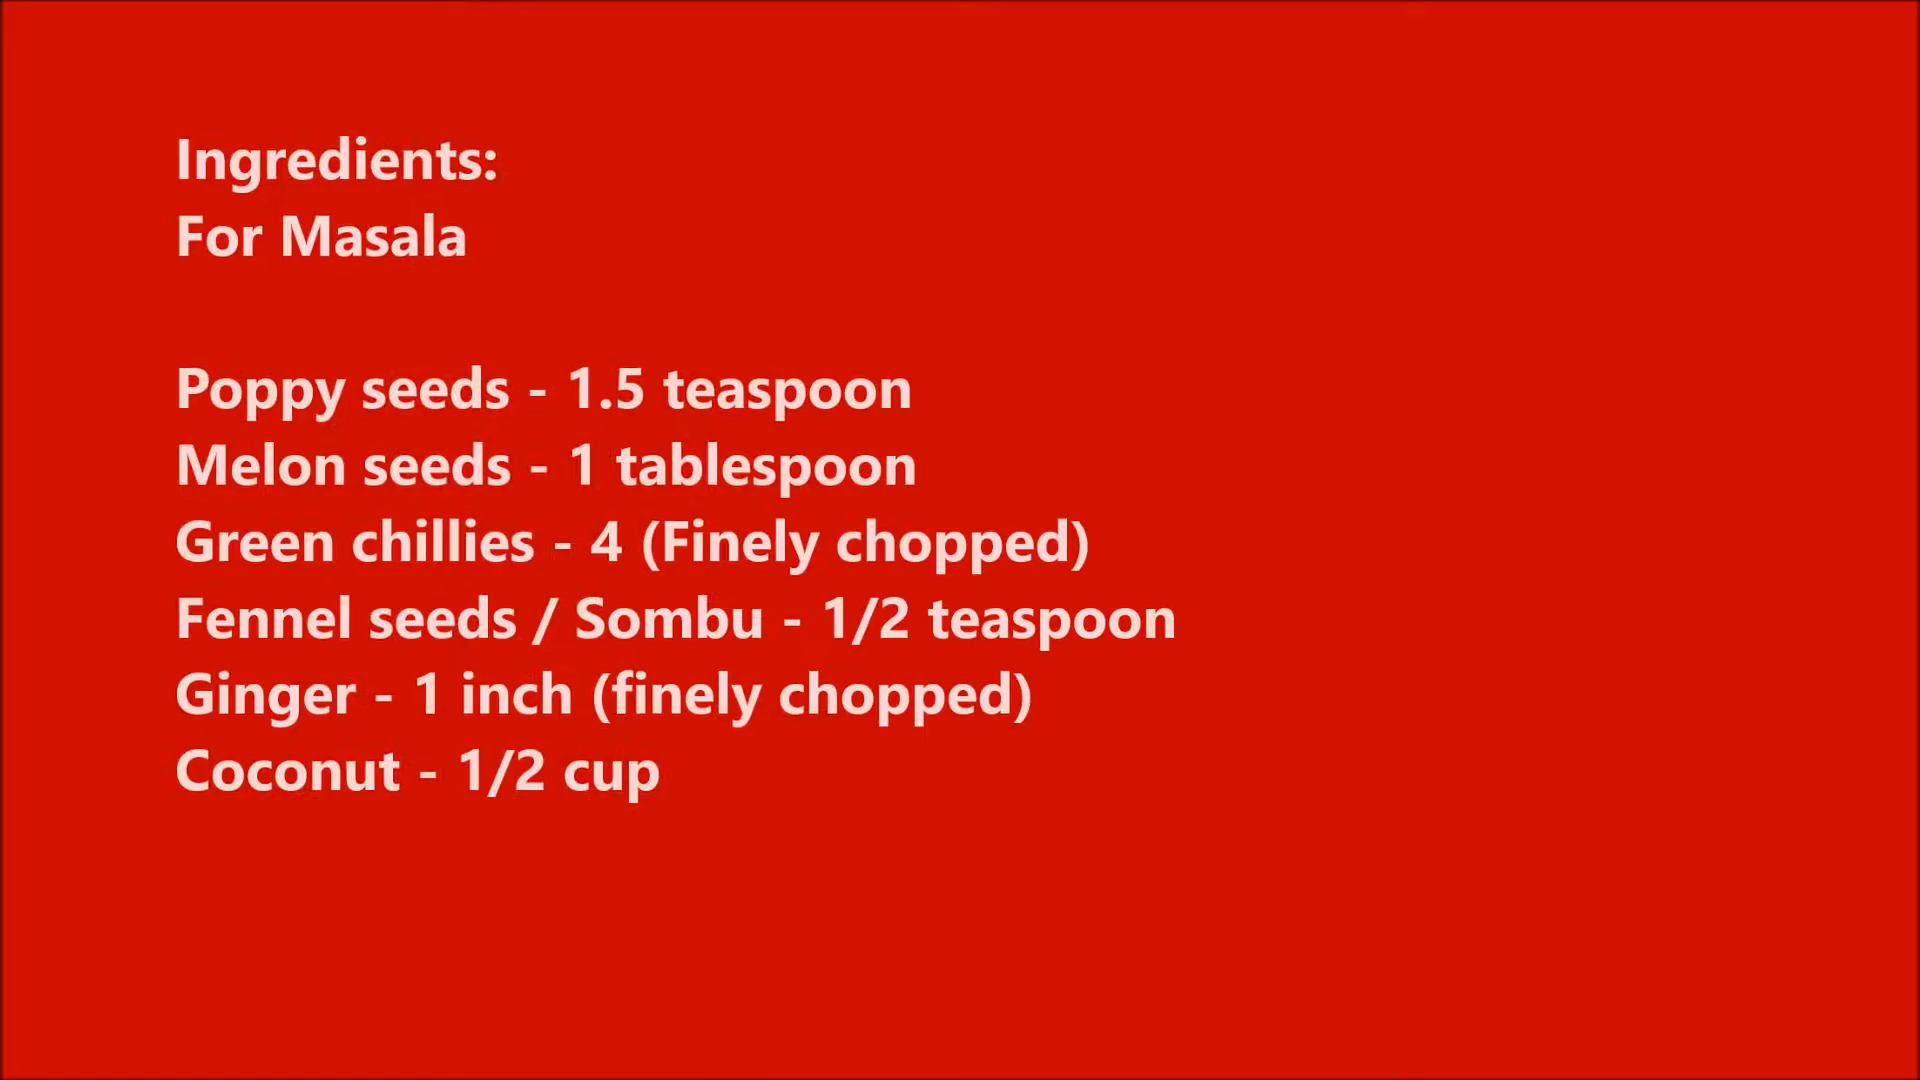 Ingredients:
For Masala
Poppy seeds - 1.5 teaspoon
Melon seeds - 1 tablespoon
Green chillies - 4 (Finely chopped)
Fennel seeds / Sombu - 1/2 teaspoon
Ginger - 1 inch (finely chopped)
Coconut - 1/2 cup